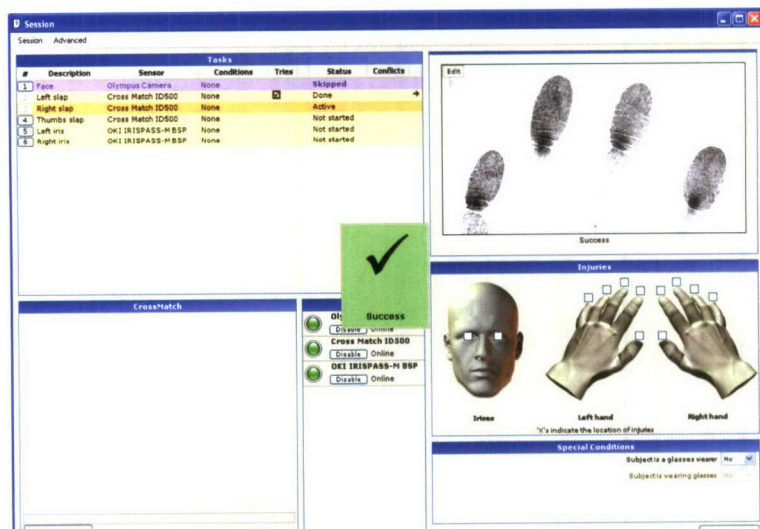 Session
Session Advanced
Tasks
# Description Sensor Conditions Tries Status Conflicts
1 Face Olympus Camera None Skipped
Left slap Cross Match ID500 None Done
Right slap Cross Match ID500 None Active
4 Thumbs slap Cross Match ID500 None Not started
5 Left iris OKI IRISPASS-M BSP None Not started
6 Right iris OKI IRISPASS-M BSP None Not started
Edit
Success
Success
Injuries
Irises Left hand Right hand
'X's indicate the location of injuries
CrossMatch
Disable Online
Cross Match ID500
Disable Online
OKI IRISPASS-M BSP
Disable Online
Special Conditions
Subject is a glasses wearer No
Subject is wearing glasses No